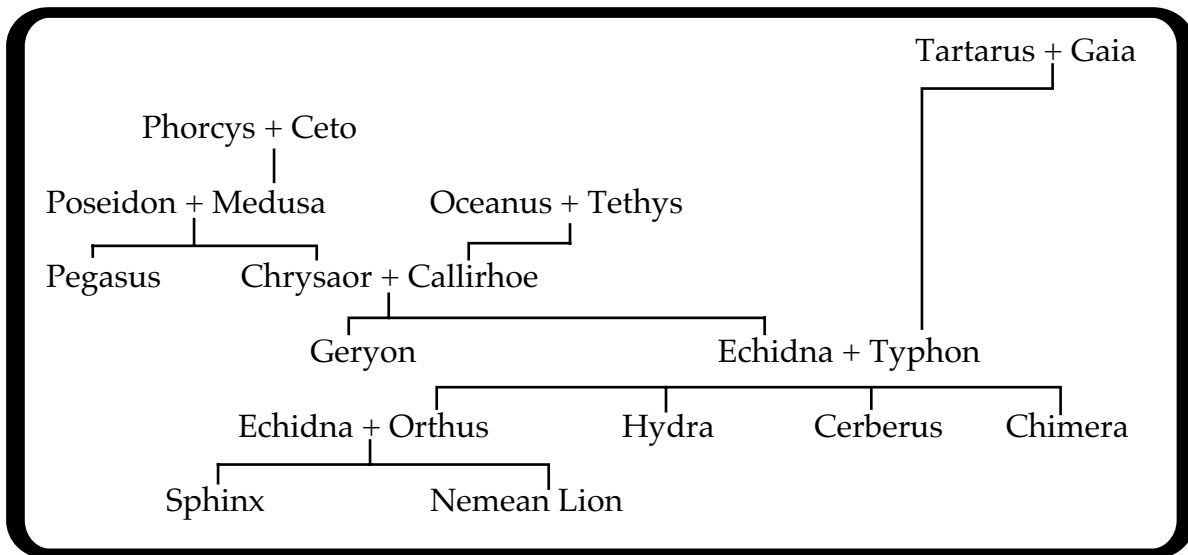 Tartarus + Gaia
Phorcys + Ceto
Poseidon + Medusa Oceanus + Tethys
Pegasus Chrysaor + Callirhoe
Geryon Echidna + Typhon
Echidna + Orthus Hydra Cerberus Chimera
Sphinx Nemean Lion